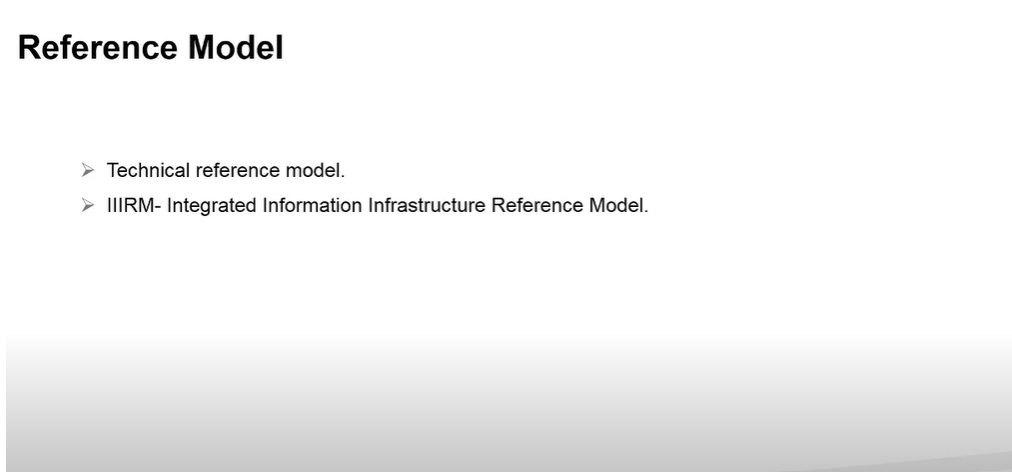 Reference Model
Technical reference model.
IIIRM- Integrated Information Infrastructure Reference Model.